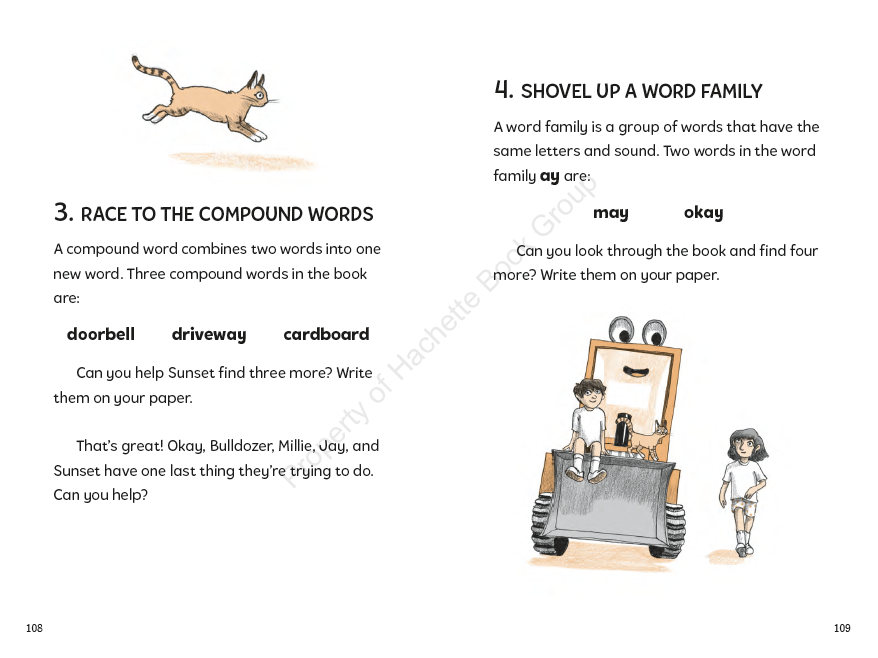 3. RACE TO THE COMPOUND WORDS
A compound word combines two words into one
new word. Three compound words in the book
are:
doorbell driveway cardboard
Can you help Sunset find three more? Write
them on your paper.
That’s great! Okay, Bulldozer, Millie, Jay, and
Sunset have one last thing they’re trying to do.
Can you help?
108
4. SHOVEL UP A WORD FAMILY
A word family is a group of words that have the
same letters and sound. Two words in the word
family ay are:
may okay
Can you look through the book and find four
more? Write them on your paper.
109
Property of Hachette Book Group